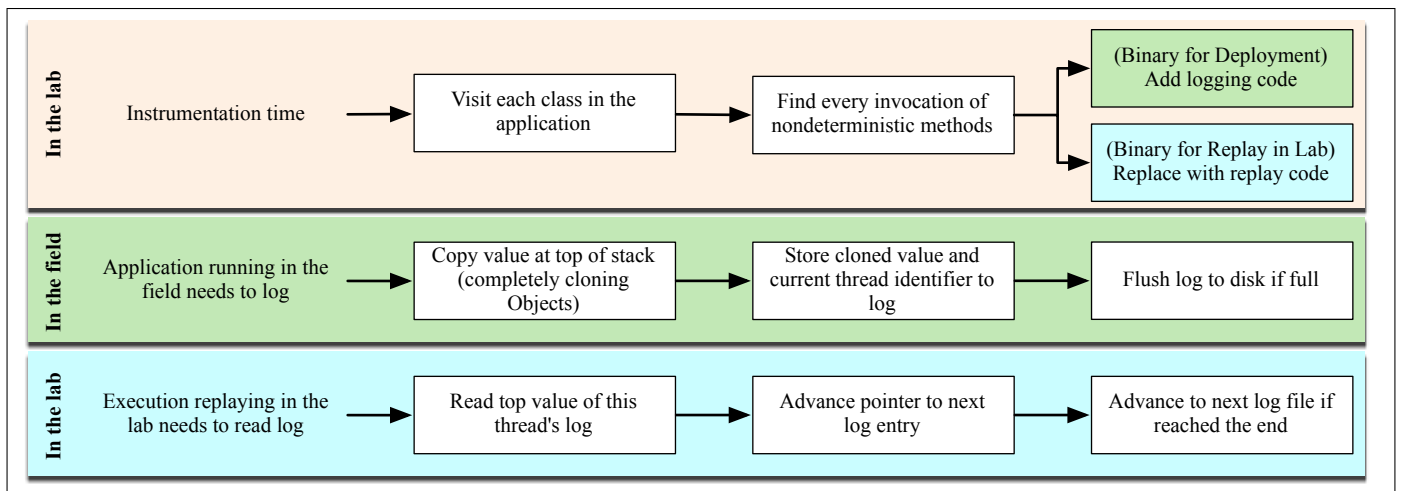 In the lab
Instrumentation time
Visit each class in the
application
Find every invocation of
nondeterministic methods
(Binary for Deployment)
Add logging code
(Binary for Replay in Lab)
Replace with replay code
In the field
Application running in the
field needs to log
Copy value at top of stack
(completely cloning
Objects)
Store cloned value and
current thread identifier to
log
Flush log to disk if full
In the lab
Execution replaying in the
lab needs to read log
Read top value of this
thread's log
Advance pointer to next
log entry
Advance to next log file if
reached the end